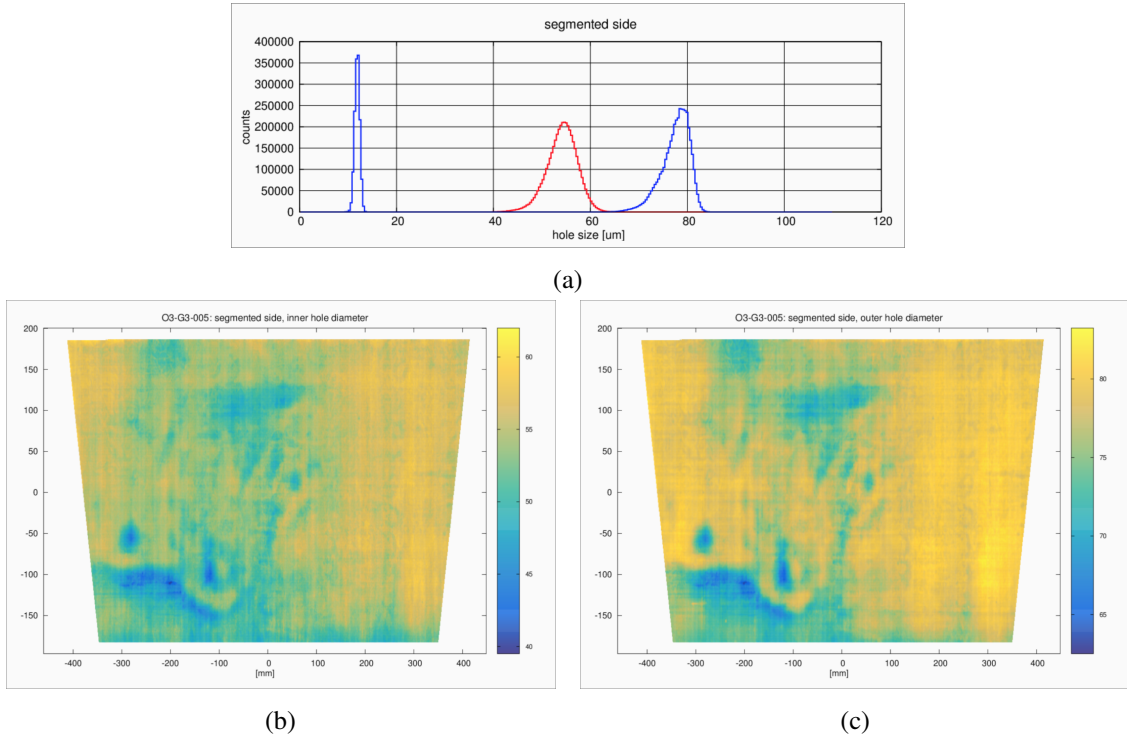 segmented side
400000
350000
300000
250000
200000
150000
100000
50000
0
counts
0 20 40 60 80 100 120
hole size [um]
(a)
O3-G3-005: segmented side, inner hole diameter
200
150
100
50
0
-50
-100
-150
-400 -300 -200 -100 0 100 200 300 400
[mm]
60
55
50
45
40
(b)
O3-G3-005: segmented side, outer hole diameter
200
150
100
50
0
-50
-100
-150
-400 -300 -200 -100 0 100 200 300 400
[mm]
80
75
70
65
(c)